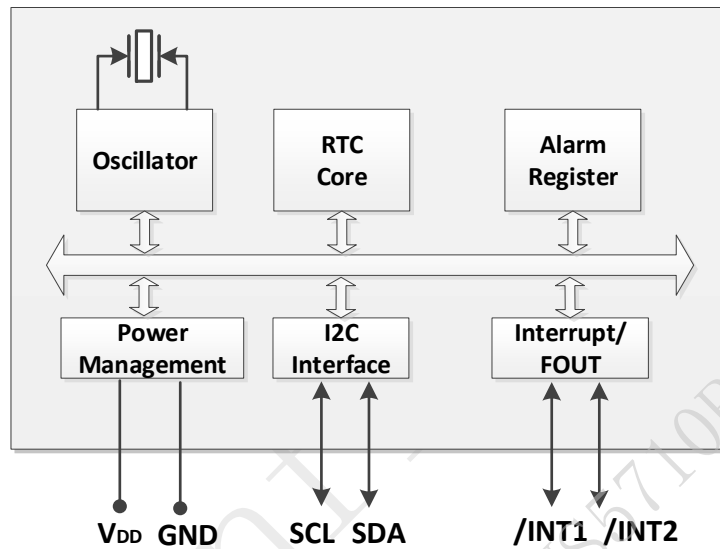 Oscillator
RTC
Core
Alarm
Register
Power
Management
I2C
Interface
Interrupt/
FOUT
VDD GND SCL SDA /INT1 /INT2